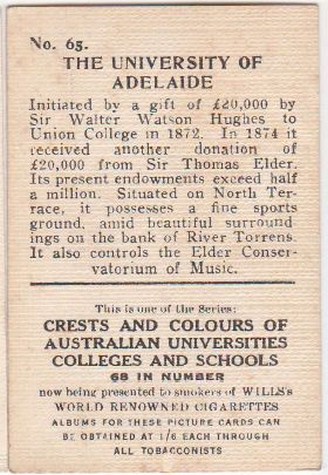 No. 65.
THE UNIVERSITY OF
ADELAIDE
Initiated by a gift of £20,000 by
Sir Walter Watson Hughes to
Union College in 1872. In 1874 it
received another donation of
£20,000 from Sir Thomas Elder.
Its present endowments exceed half
a million. Situated on North Ter-
race, it possesses a fine sports
ground, amid beautiful surround
ings on the bank of River Torrens.
It also controls the Elder Conser-
vatorium of Music.
This is one of the Series:
CRESTS AND COLOURS OF
AUSTRALIAN UNIVERSITIES
COLLEGES AND SCHOOLS
68 IN NUMBER
now being presented to smokers of WILLS's
WORLD RENOWNED CIGARETTES
ALBUMS FOR THESE PICTURE CARDS CAN
BE OBTAINED AT 1/6 EACH THROUGH
ALL TOBACCONISTS